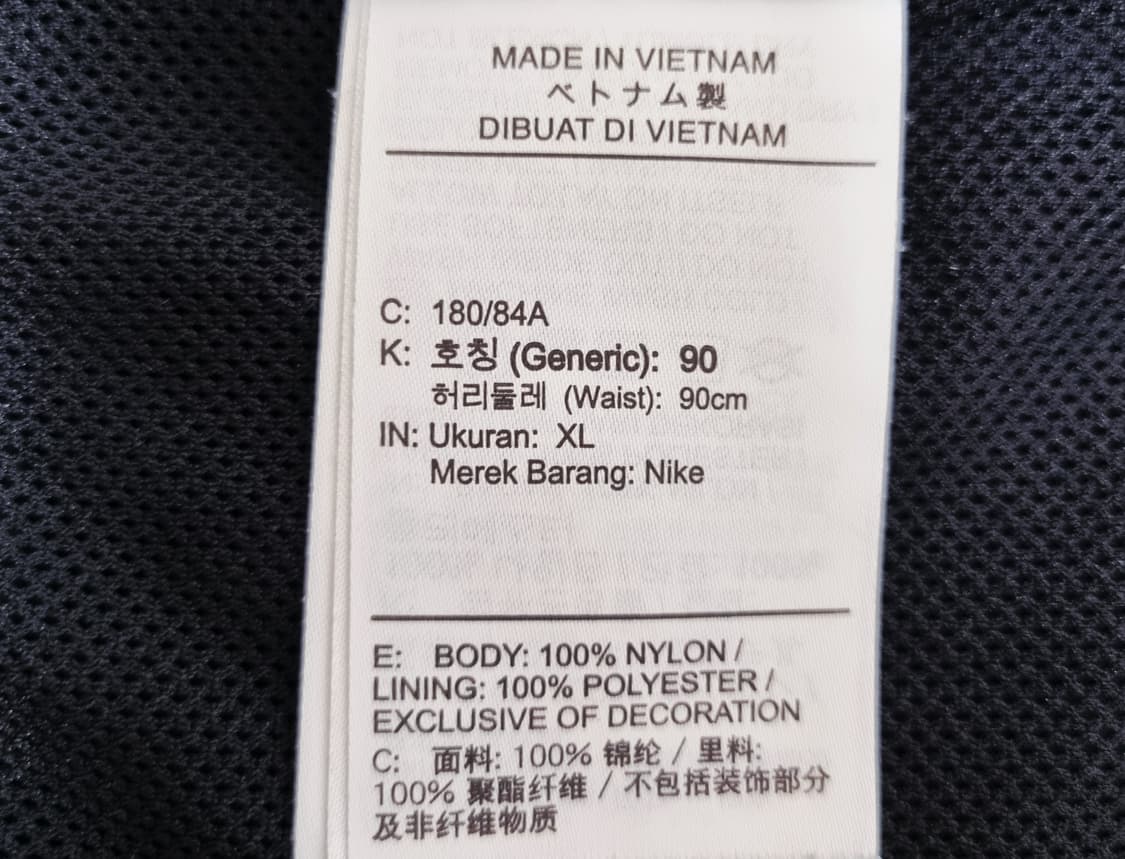 MADE IN VIETNAM
ベトナム製
DIBUAT DI VIETNAM
C: 180/84A
K: 호칭 (Generic): 90
허리둘레 (Waist): 90cm
IN: Ukuran: XL
Merek Barang: Nike
E: BODY: 100% NYLON /
LINING: 100% POLYESTER /
EXCLUSIVE OF DECORATION
C: 面料: 100% 锦纶 / 里料:
100% 聚酯纤维 / 不包括装饰部分
及非纤维物质